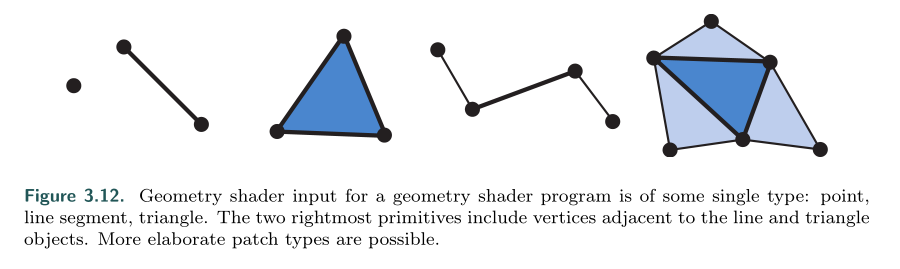 Figure 3.12. Geometry shader input for a geometry shader program is of some single type: point,
line segment, triangle. The two rightmost primitives include vertices adjacent to the line and triangle
objects. More elaborate patch types are possible.